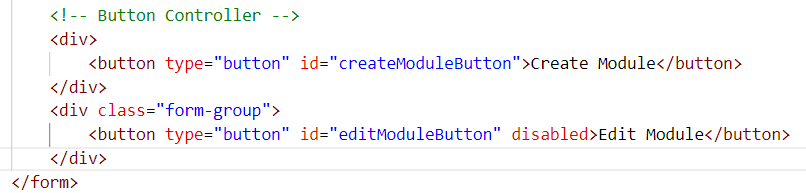 <!-- Button Controller -->
<div>
<button type="button" id="createModuleButton">Create Module</button>
</div>
<div class="form-group">
<button type="button" id="editModuleButton" disabled>Edit Module</button>
</div>
</form>